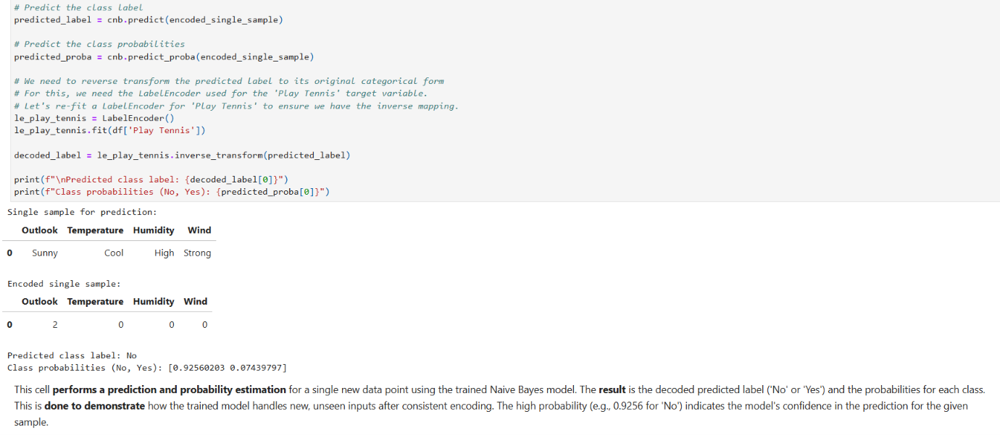 # Predict the class label
predicted_label = cnb.predict(encoded_single_sample)
# Predict the class probabilities
predicted_proba = cnb.predict_proba(encoded_single_sample)
# We need to reverse transform the predicted label to its original categorical form
# For this, we need the LabelEncoder used for the 'Play Tennis' target variable.
# Let's re-fit a LabelEncoder for 'Play Tennis' to ensure we have the inverse mapping.
le_play_tennis = LabelEncoder()
le_play_tennis.fit(df['Play Tennis'])
decoded_label = le_play_tennis.inverse_transform(predicted_label)
print(f"\nPredicted class label: {decoded_label[0]}")
print(f"Class probabilities (No, Yes): {predicted_proba[0]}")
Single sample for prediction:
Outlook Temperature Humidity Wind
0 Sunny Cool High Strong
Encoded single sample:
Outlook Temperature Humidity Wind
0 2 0 0 0
Predicted class label: No
Class probabilities (No, Yes): [0.92560203 0.07439797]
This cell performs a prediction and probability estimation for a single new data point using the trained Naive Bayes model. The result is the decoded predicted label ('No' or 'Yes') and the probabilities for each class.
This is done to demonstrate how the trained model handles new, unseen inputs after consistent encoding. The high probability (e.g., 0.9256 for 'No') indicates the model's confidence in the prediction for the given
sample.